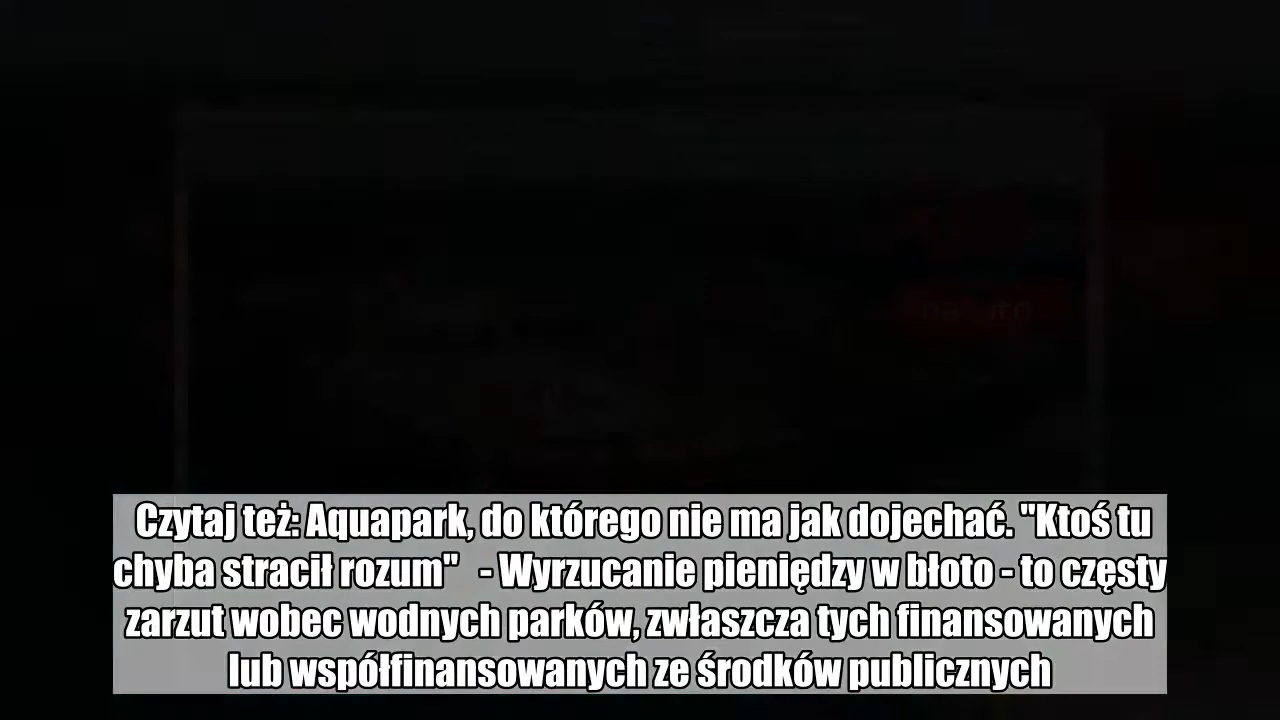 Czytaj też: Aquapark, do którego nie ma jak dojechać. "Ktoś tu
chyba stracił rozum"   - Wyrzucanie pieniędzy w błoto - to częsty
zarzut wobec wodnych parków, zwłaszcza tych finansowanych
lub współfinansowanych ze środków publicznych